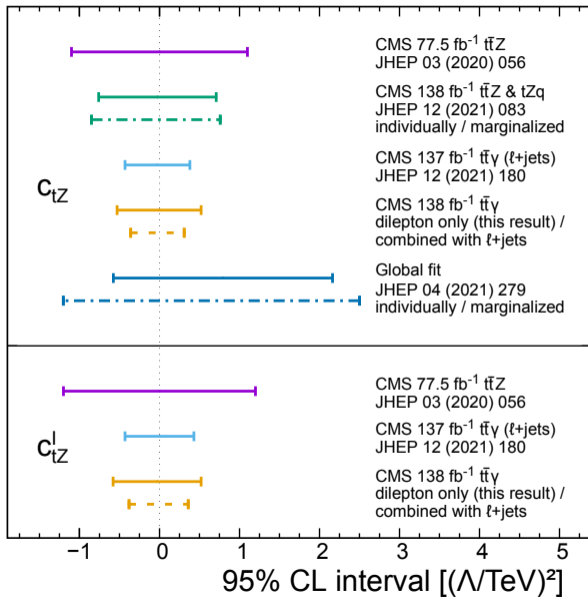 CMS 77.5 fb⁻¹ tt̄Z
JHEP 03 (2020) 056
CMS 138 fb⁻¹ tt̄Z & tZq
JHEP 12 (2021) 083
individually / marginalized
CMS 137 fb⁻¹ tt̄γ (ℓ+jets)
JHEP 12 (2021) 180
c_tZ
CMS 138 fb⁻¹ tt̄γ
dilepton only (this result) /
combined with ℓ+jets
Global fit
JHEP 04 (2021) 279
individually / marginalized
CMS 77.5 fb⁻¹ tt̄Z
JHEP 03 (2020) 056
CMS 137 fb⁻¹ tt̄γ (ℓ+jets)
JHEP 12 (2021) 180
c_tZ^I
CMS 138 fb⁻¹ tt̄γ
dilepton only (this result) /
combined with ℓ+jets
−1 0 1 2 3 4 5
95% CL interval [(Λ/TeV)²]